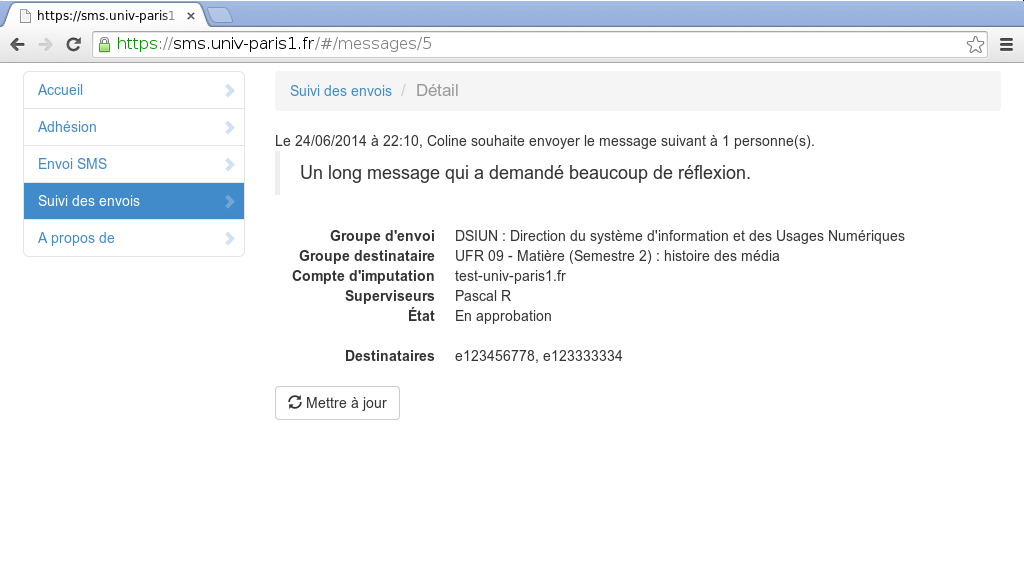 https://sms.univ-paris1
https://sms.univ-paris1.fr/#/messages/5
Accueil
Adhésion
Envoi SMS
Suivi des envois
A propos de
Suivi des envois / Détail
Le 24/06/2014 à 22:10, Coline souhaite envoyer le message suivant à 1 personne(s).
Un long message qui a demandé beaucoup de réflexion.
Groupe d'envoi DSIUN : Direction du système d'information et des Usages Numériques
Groupe destinataire UFR 09 - Matière (Semestre 2) : histoire des média
Compte d'imputation test-univ-paris1.fr
Superviseurs Pascal R
État En approbation
Destinataires e123456778, e123333334
Mettre à jour